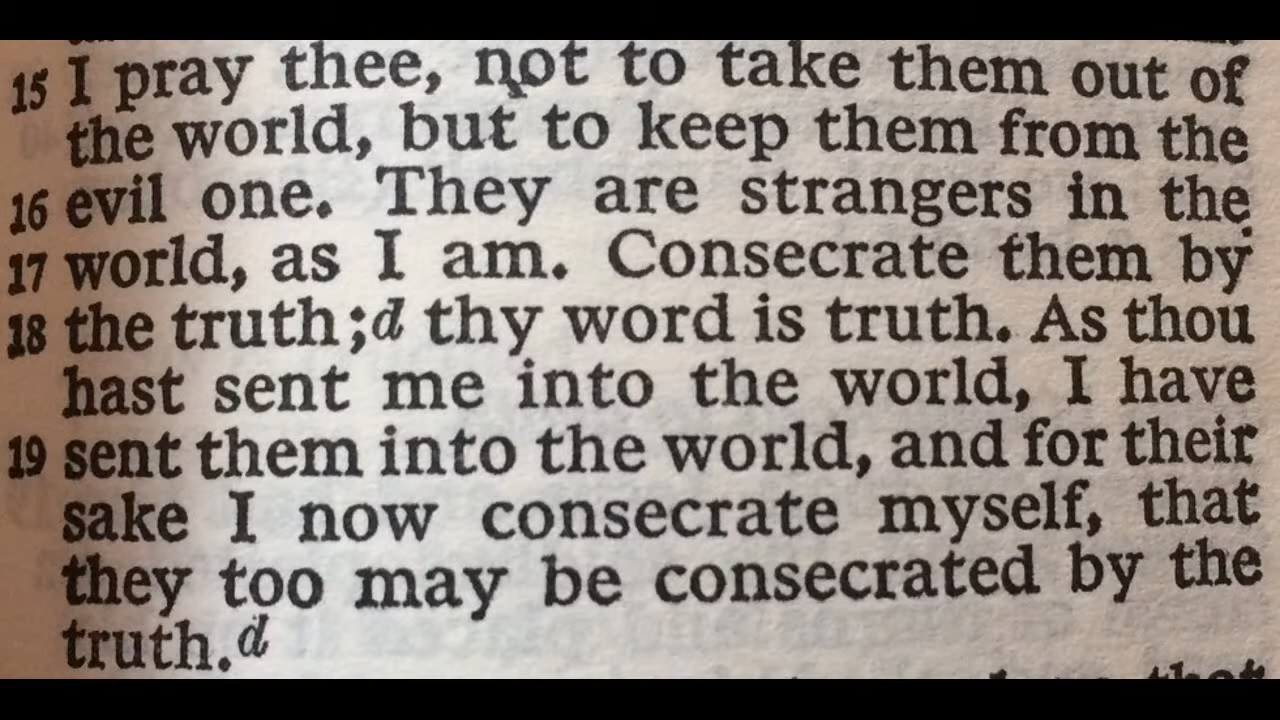 15 I pray thee, not to take them out of
the world, but to keep them from the
16 evil one. They are strangers in the
17 world, as I am. Consecrate them by
18 the truth;d thy word is truth. As thou
hast sent me into the world, I have
19 sent them into the world, and for their
sake I now consecrate myself, that
they too may be consecrated by the
truth.d